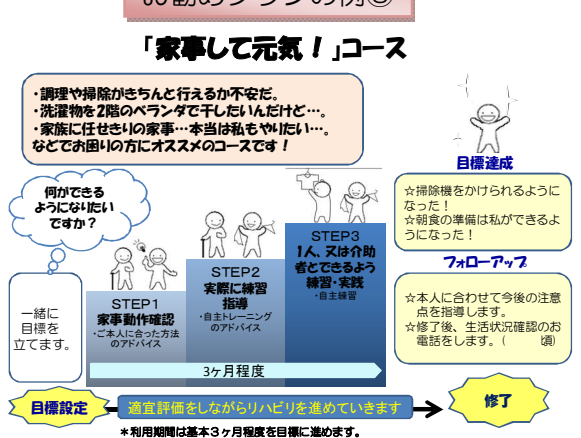 「家事して元気！」コース
・調理や掃除がきちんと行えるか不安だ。
・洗濯物を2階のベランダで干したいんだけど…。
・家族に任せきりの家事…本当は私もやりたい…。
などでお困りの方にオススメのコースです！
何ができる
ようになりたい
ですか？
一緒に
目標を
立てます。
STEP1
家事動作確認
・ご本人に合った方法
のアドバイス
STEP2
実際に練習
指導
・自主トレーニング
のアドバイス
STEP3
1人、又は介助
者とできるよう
練習・実践
・自主練習
3ヶ月程度
目標達成
☆掃除機をかけられるように
なった！
☆朝食の準備は私ができるよ
うになった！
フォローアップ
☆本人に合わせて今後の注意
点を指導します。
☆修了後、生活状況確認のお
電話をします。(　　頃)
目標設定
適宜評価をしながらリハビリを進めていきます
修了
＊利用期間は基本3ヶ月程度を目標に進めます。